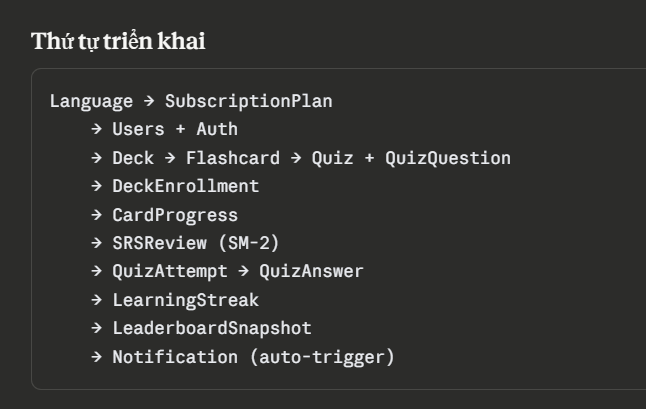 Thứ tự triển khai
Language → SubscriptionPlan
→ Users + Auth
→ Deck → Flashcard → Quiz + QuizQuestion
→ DeckEnrollment
→ CardProgress
→ SRSReview (SM-2)
→ QuizAttempt → QuizAnswer
→ LearningStreak
→ LeaderboardSnapshot
→ Notification (auto-trigger)